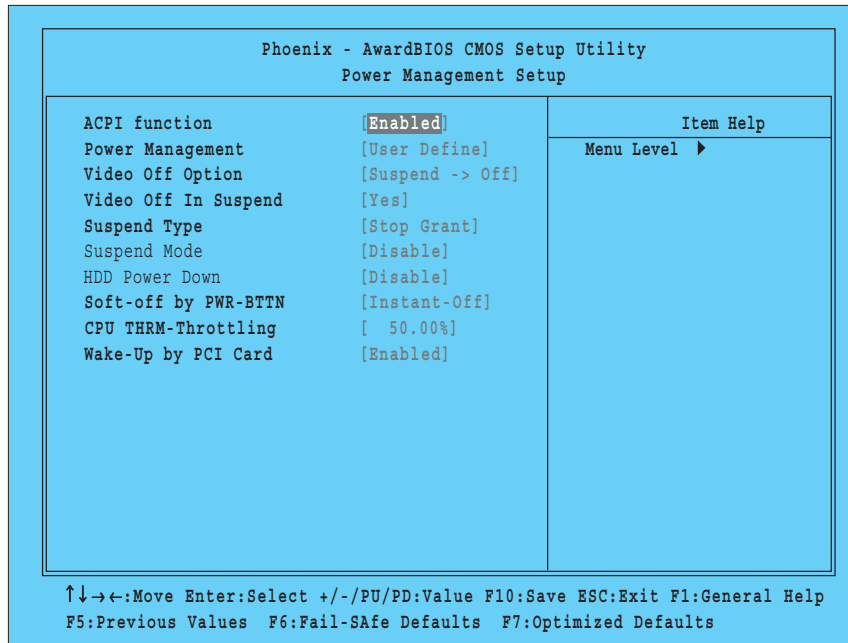 Phoenix - AwardBIOS CMOS Setup Utility
Power Management Setup
ACPI function [Enabled] Item Help
Power Management [User Define] Menu Level ▶
Video Off Option [Suspend -> Off]
Video Off In Suspend [Yes]
Suspend Type [Stop Grant]
Suspend Mode [Disable]
HDD Power Down [Disable]
Soft-off by PWR-BTTN [Instant-Off]
CPU THRM-Throttling [ 50.00%]
Wake-Up by PCI Card [Enabled]
↑↓→←:Move Enter:Select +/-/PU/PD:Value F10:Save ESC:Exit F1:General Help
F5:Previous Values F6:Fail-SAfe Defaults F7:Optimized Defaults